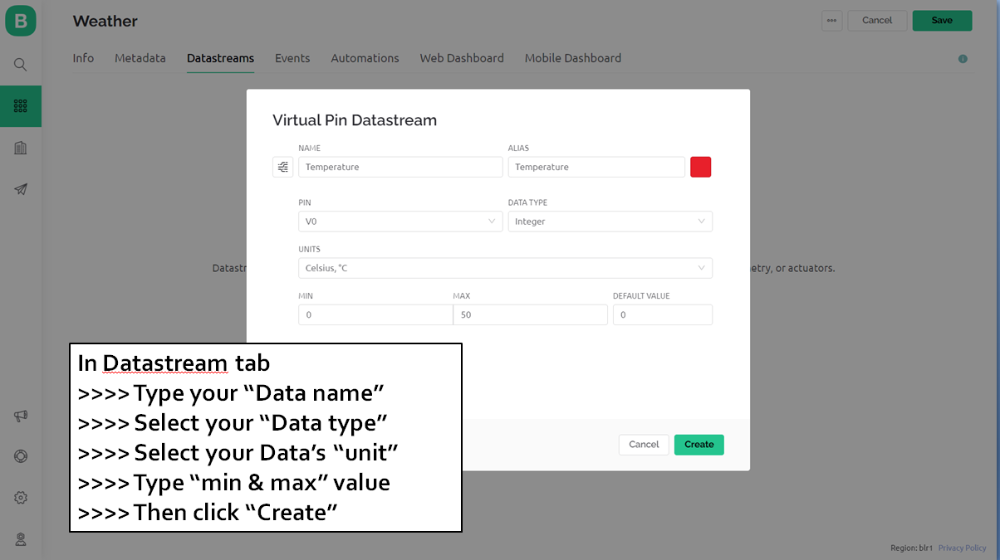 B
Weather
Cancel
Save
Info Metadata Datastreams Events Automations Web Dashboard Mobile Dashboard
Virtual Pin Datastream
NAME ALIAS
Temperature Temperature
PIN DATA TYPE
V0 Integer
UNITS
Datastr Celsius, °C etry, or actuators.
MIN MAX DEFAULT VALUE
0 50 0
In Datastream tab
>>>> Type your “Data name”
>>>> Select your “Data type”
>>>> Select your Data’s “unit”
>>>> Type “min & max” value
>>>> Then click “Create”
Cancel Create
Region: blr1 Privacy Policy